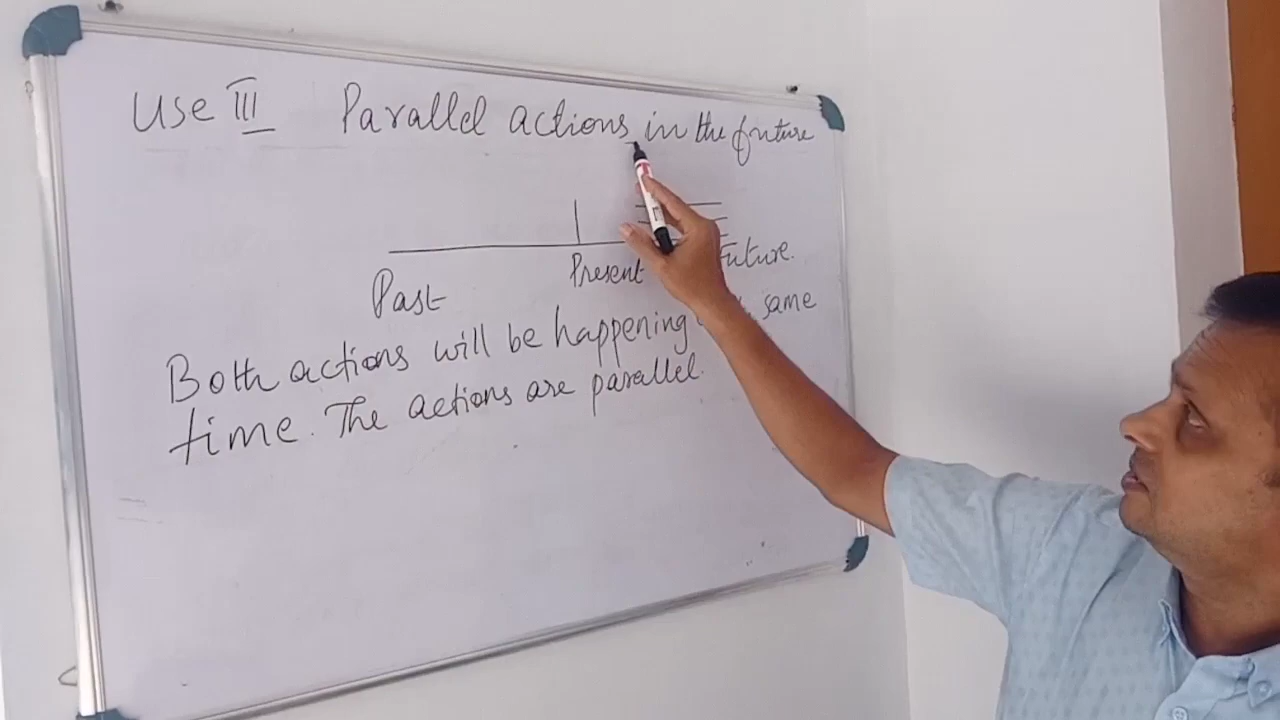 Use III Parallel actions in the future
Present Future.
Past
Both actions will be happening same
time. The actions are parallel.